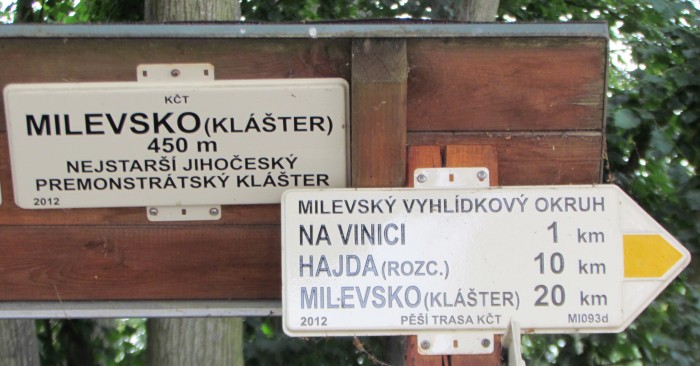 KČT
MILEVSKO (KLÁŠTER)
450 m
NEJSTARŠÍ JIHOČESKÝ
PREMONSTRÁTSKÝ KLÁŠTER
2012
MILEVSKÝ VYHLÍDKOVÝ OKRUH
NA VINICI 1 km
HAJDA (ROZC.) 10 km
MILEVSKO (KLÁŠTER) 20 km
2012 PĚŠÍ TRASA KČT MI093d